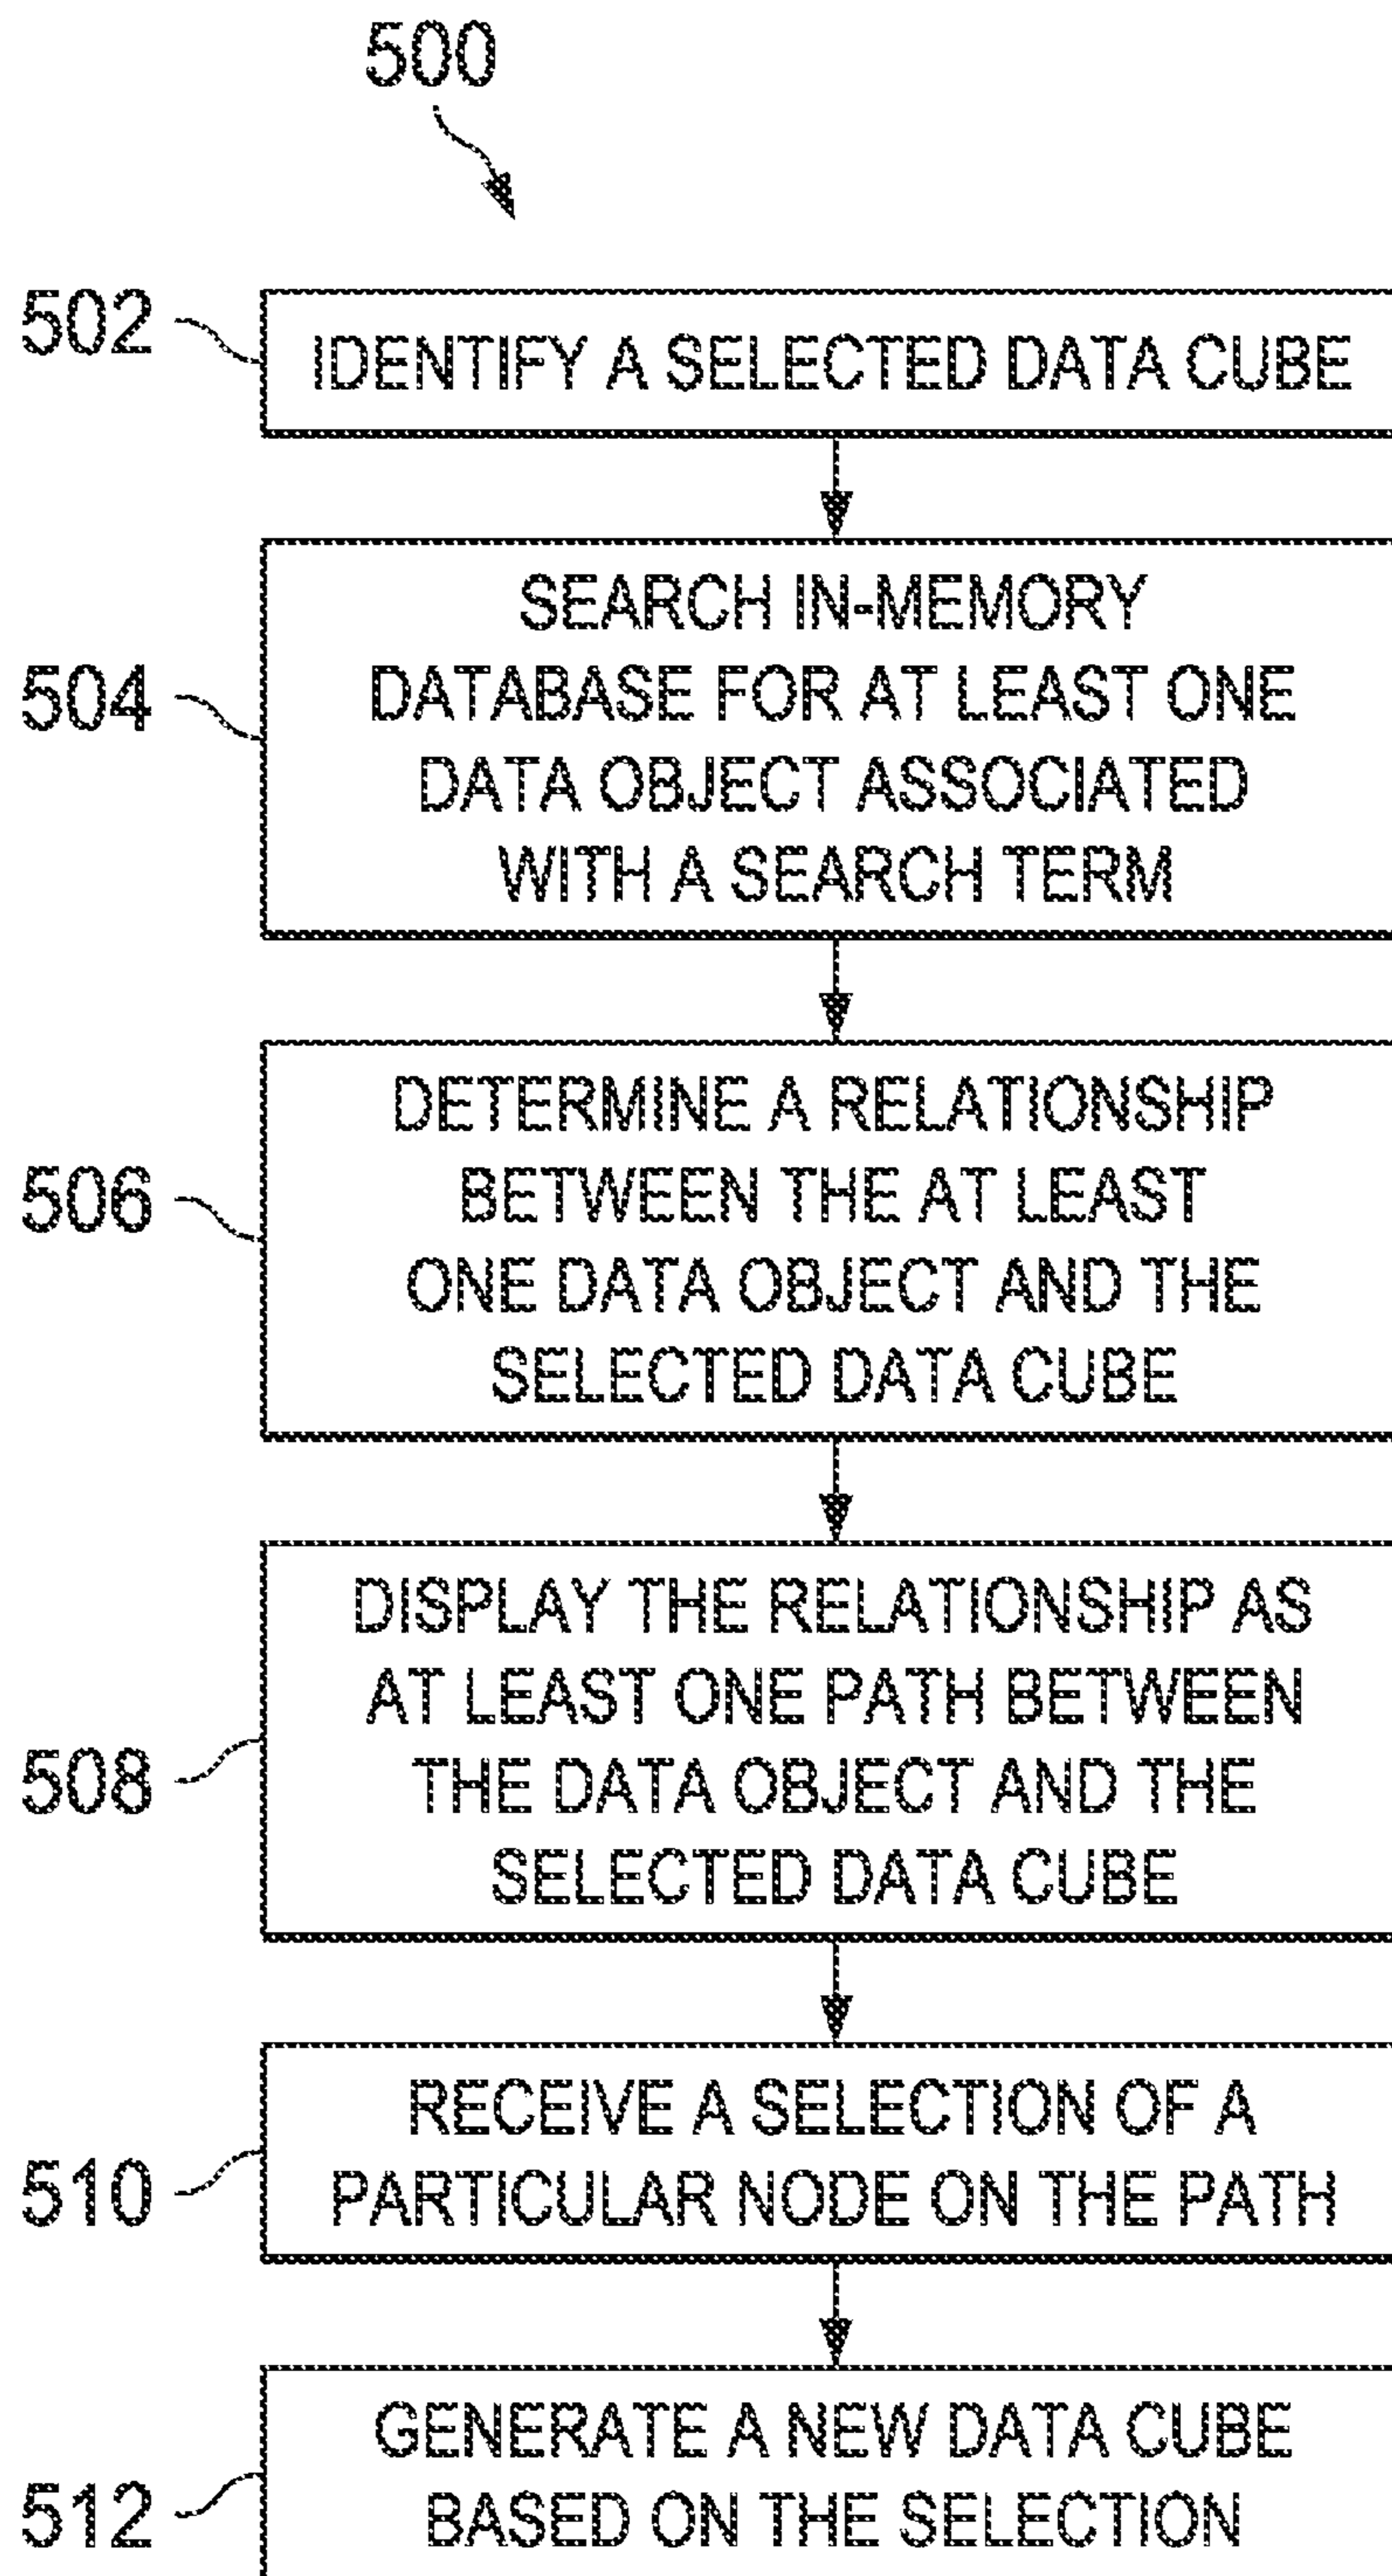 500
502
IDENTIFY A SELECTED DATA CUBE
504
SEARCH IN-MEMORY
DATABASE FOR AT LEAST ONE
DATA OBJECT ASSOCIATED
WITH A SEARCH TERM
506
DETERMINE A RELATIONSHIP
BETWEEN THE AT LEAST
ONE DATA OBJECT AND THE
SELECTED DATA CUBE
508
DISPLAY THE RELATIONSHIP AS
AT LEAST ONE PATH BETWEEN
THE DATA OBJECT AND THE
SELECTED DATA CUBE
510
RECEIVE A SELECTION OF A
PARTICULAR NODE ON THE PATH
512
GENERATE A NEW DATA CUBE
BASED ON THE SELECTION